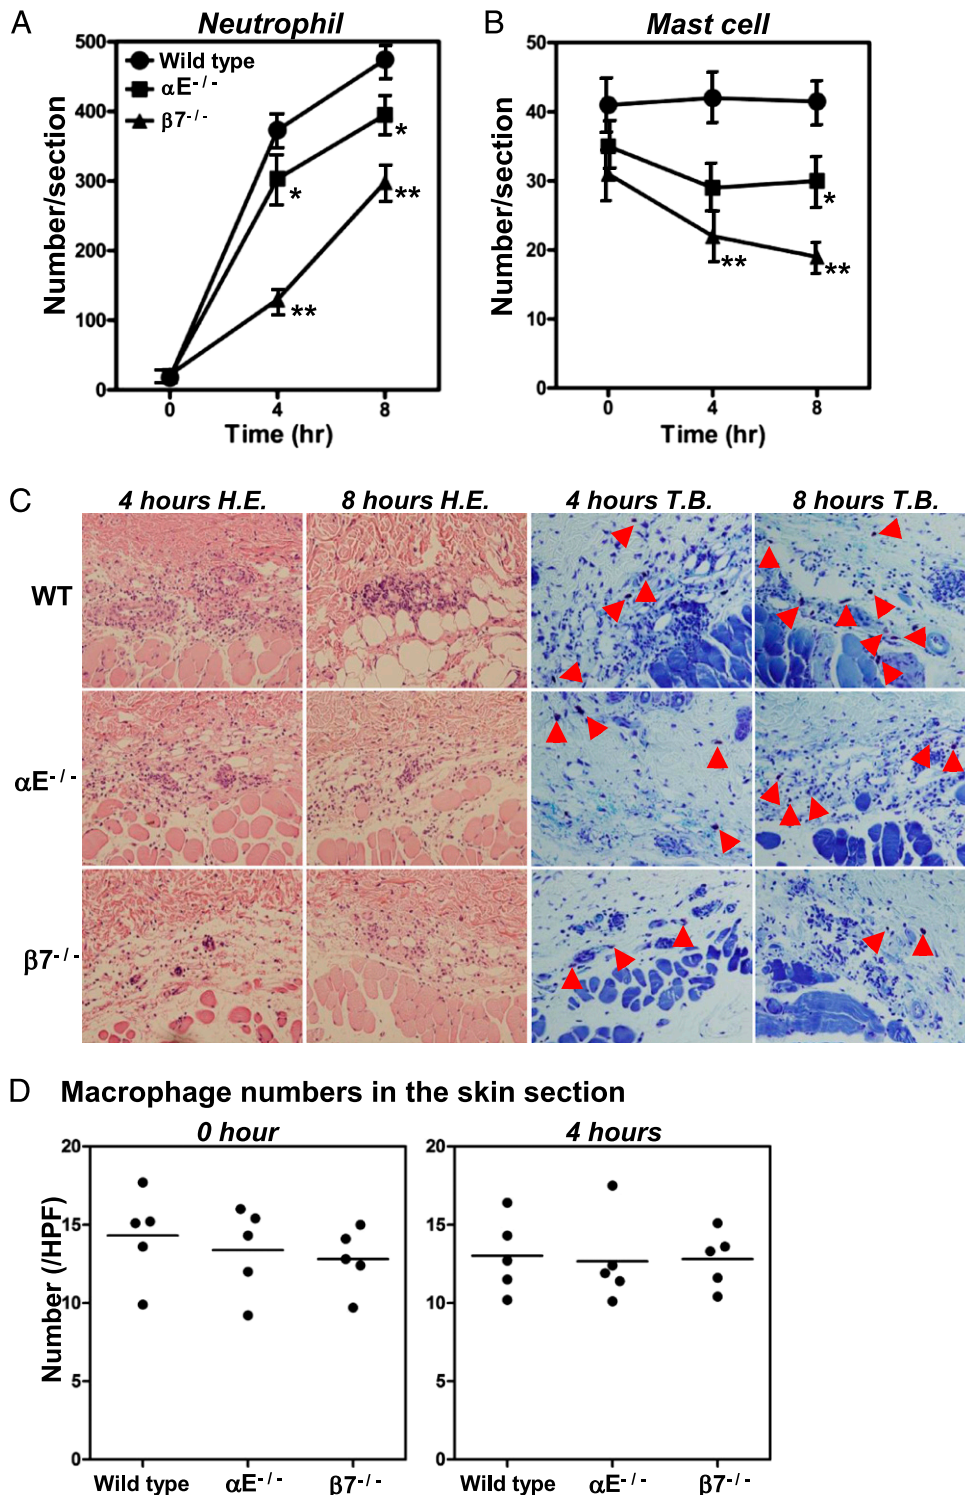 A
Neutrophil
500
400
300
200
100
0
Number/section
Wild type
αE⁻/⁻
β7⁻/⁻
*
*
**
**
0 4 8
Time (hr)
B
Mast cell
50
40
30
20
10
0
Number/section
*
**
**
0 4 8
Time (hr)
C
4 hours H.E. 8 hours H.E. 4 hours T.B. 8 hours T.B.
WT
αE⁻/⁻
β7⁻/⁻
D Macrophage numbers in the skin section
0 hour
20
15
10
5
0
Number (/HPF)
Wild type αE⁻/⁻ β7⁻/⁻
4 hours
20
15
10
5
0
Wild type αE⁻/⁻ β7⁻/⁻